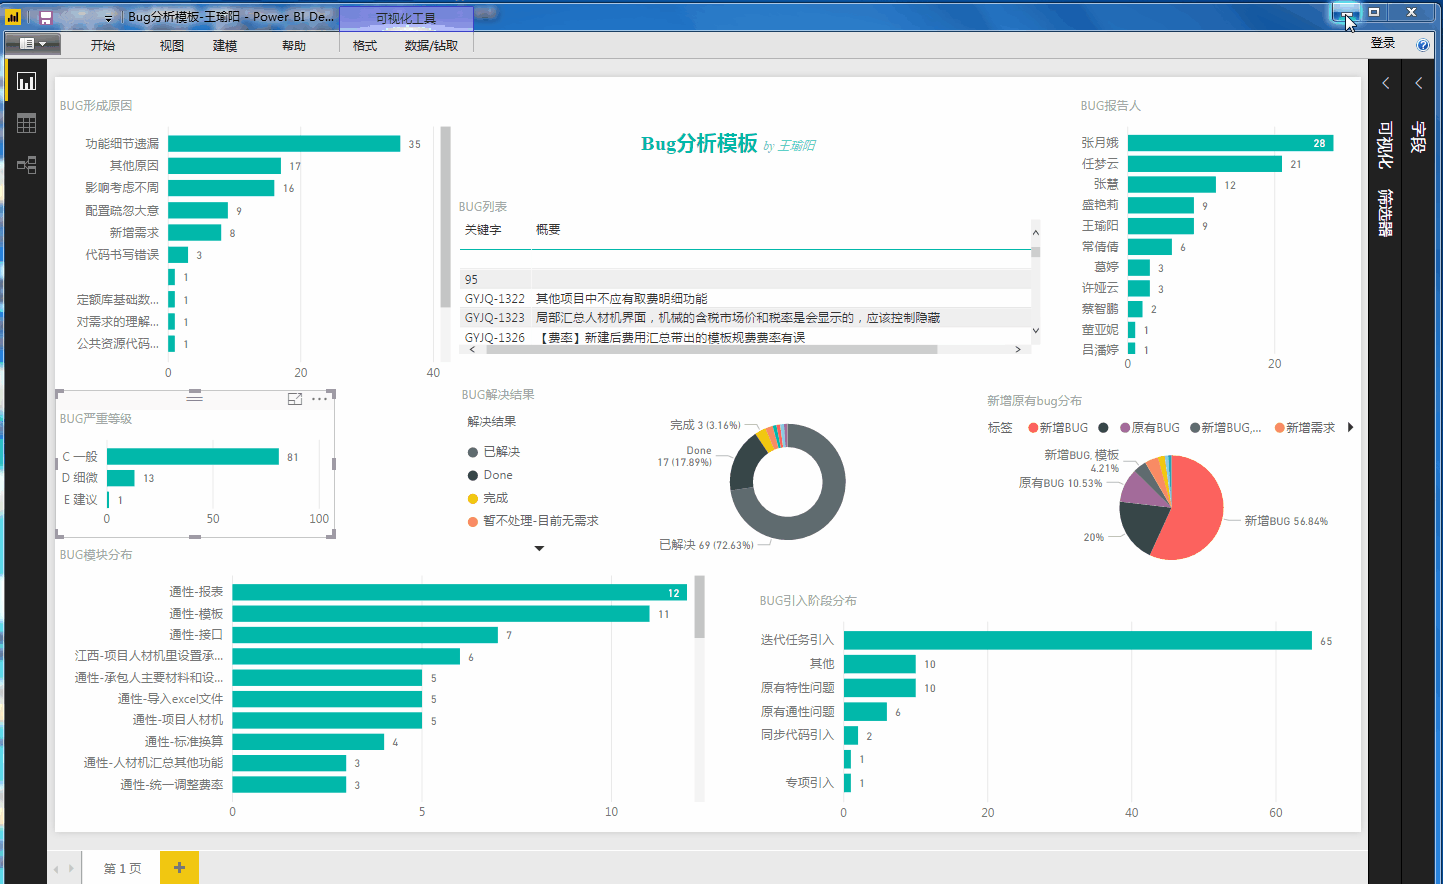 Bug分析模板-王瑜阳 - Power BI De...
可视化工具
开始
视图
建模
帮助
格式
数据/钻取
登录
BUG形成原因
功能细节遗漏 35
其他原因 17
影响考虑不周 16
配置疏忽大意 9
新增需求 8
代码书写错误 3
1
定额库基础数... 1
对需求的理解... 1
公共资源代码... 1
0 20 40
Bug分析模板 by 王瑜阳
BUG列表
关键字 概要
95
GYJQ-1322 其他项目中不应有取费明细功能
GYJQ-1323 局部汇总人材机界面，机械的含税市场价和税率是会显示的，应该控制隐藏
GYJQ-1326 【费率】新建后费用汇总带出的模板规费费率有误
BUG报告人
张月娥 28
任梦云 21
张慧 12
盛艳莉 9
王瑜阳 9
常倩倩 6
葛婷 3
许娅云 3
蔡智鹏 2
董亚妮 1
吕潘婷 1
0 20
可视化
筛选器
字段
BUG严重等级
C 一般 81
D 细微 13
E 建议 1
0 50 100
BUG解决结果
解决结果
已解决
Done
完成
暂不处理-目前无需求
完成 3 (3.16%)
Done
17 (17.89%)
已解决 69 (72.63%)
新增原有bug分布
标签 新增BUG 原有BUG 新增BUG,... 新增需求
新增BUG, 模板
4.21%
原有BUG 10.53%
20%
新增BUG 56.84%
BUG模块分布
通性-报表 12
通性-模板 11
通性-接口 7
江西-项目人材机里设置承... 6
通性-承包人主要材料和设... 5
通性-导入excel文件 5
通性-项目人材机 5
通性-标准换算 4
通性-人材机汇总其他功能 3
通性-统一调整费率 3
0 5 10
BUG引入阶段分布
迭代任务引入 65
其他 10
原有特性问题 10
原有通性问题 6
同步代码引入 2
1
专项引入 1
0 20 40 60
第 1 页